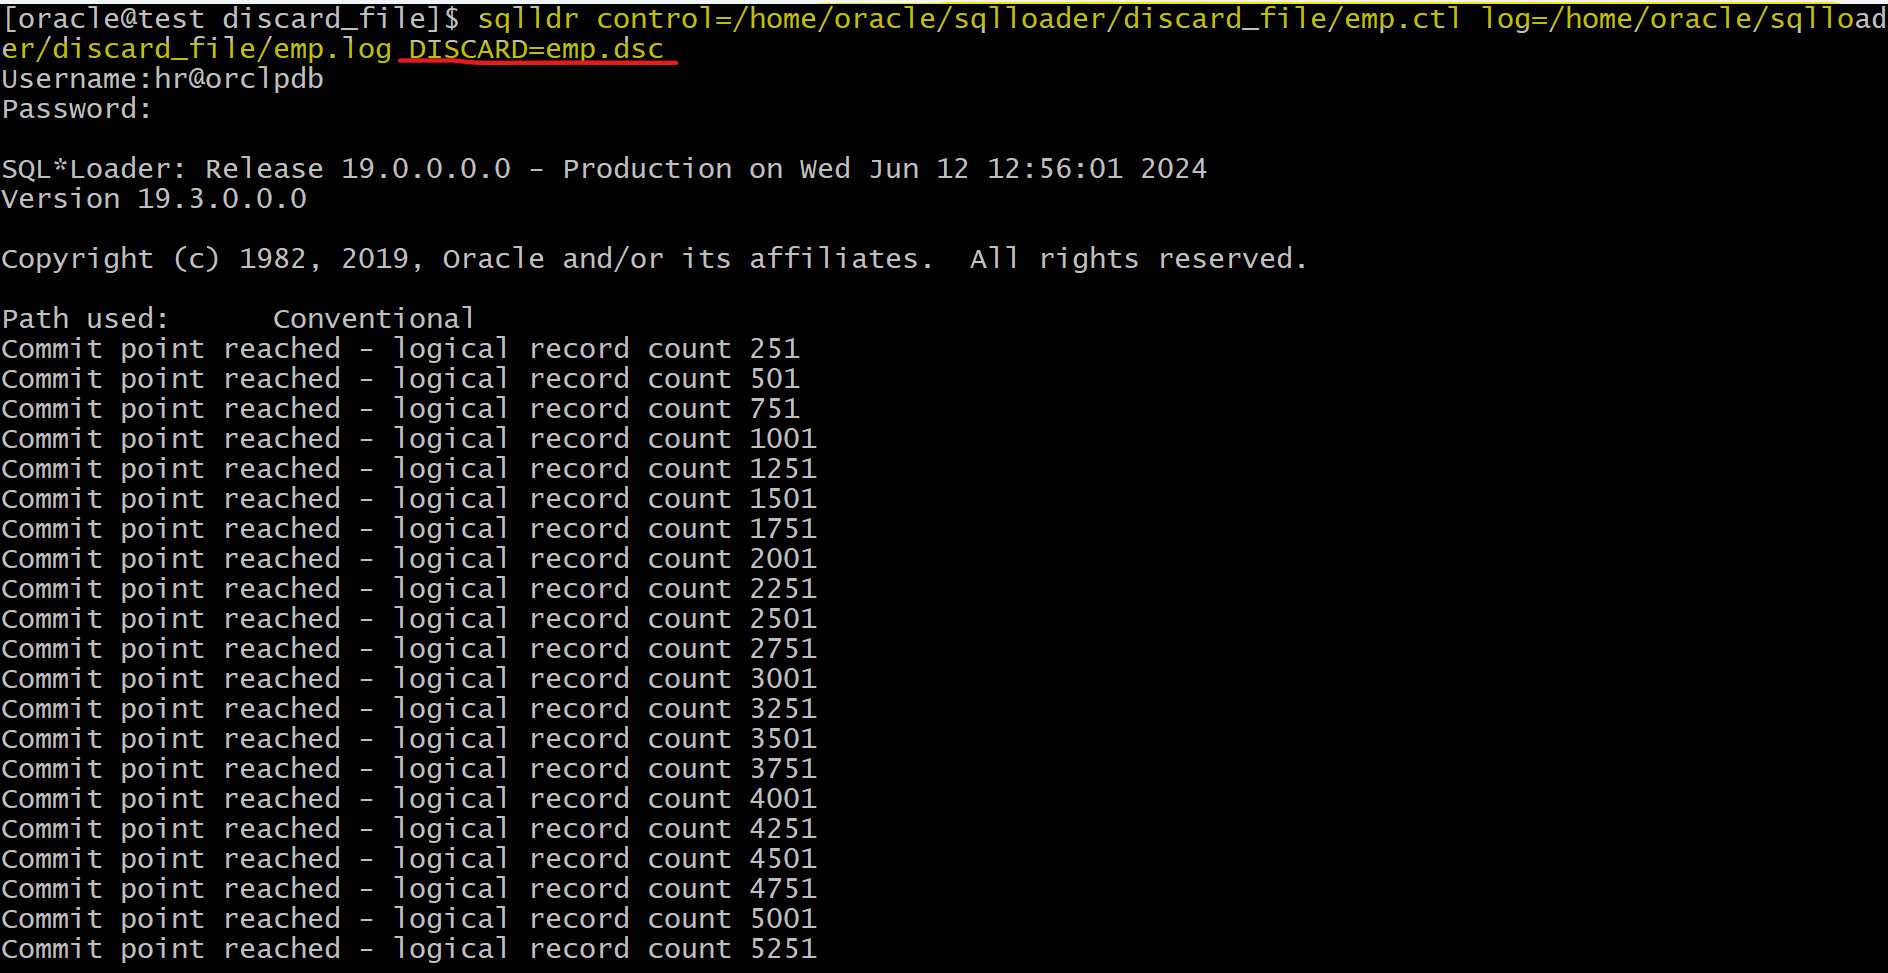 [oracle@test discard_file]$ sqlldr control=/home/oracle/sqlloader/discard_file/emp.ctl log=/home/oracle/sqlload
er/discard_file/emp.log DISCARD=emp.dsc
Username:hr@orclpdb
Password:
SQL*Loader: Release 19.0.0.0.0 - Production on Wed Jun 12 12:56:01 2024
Version 19.3.0.0.0
Copyright (c) 1982, 2019, Oracle and/or its affiliates.  All rights reserved.
Path used:      Conventional
Commit point reached - logical record count 251
Commit point reached - logical record count 501
Commit point reached - logical record count 751
Commit point reached - logical record count 1001
Commit point reached - logical record count 1251
Commit point reached - logical record count 1501
Commit point reached - logical record count 1751
Commit point reached - logical record count 2001
Commit point reached - logical record count 2251
Commit point reached - logical record count 2501
Commit point reached - logical record count 2751
Commit point reached - logical record count 3001
Commit point reached - logical record count 3251
Commit point reached - logical record count 3501
Commit point reached - logical record count 3751
Commit point reached - logical record count 4001
Commit point reached - logical record count 4251
Commit point reached - logical record count 4501
Commit point reached - logical record count 4751
Commit point reached - logical record count 5001
Commit point reached - logical record count 5251